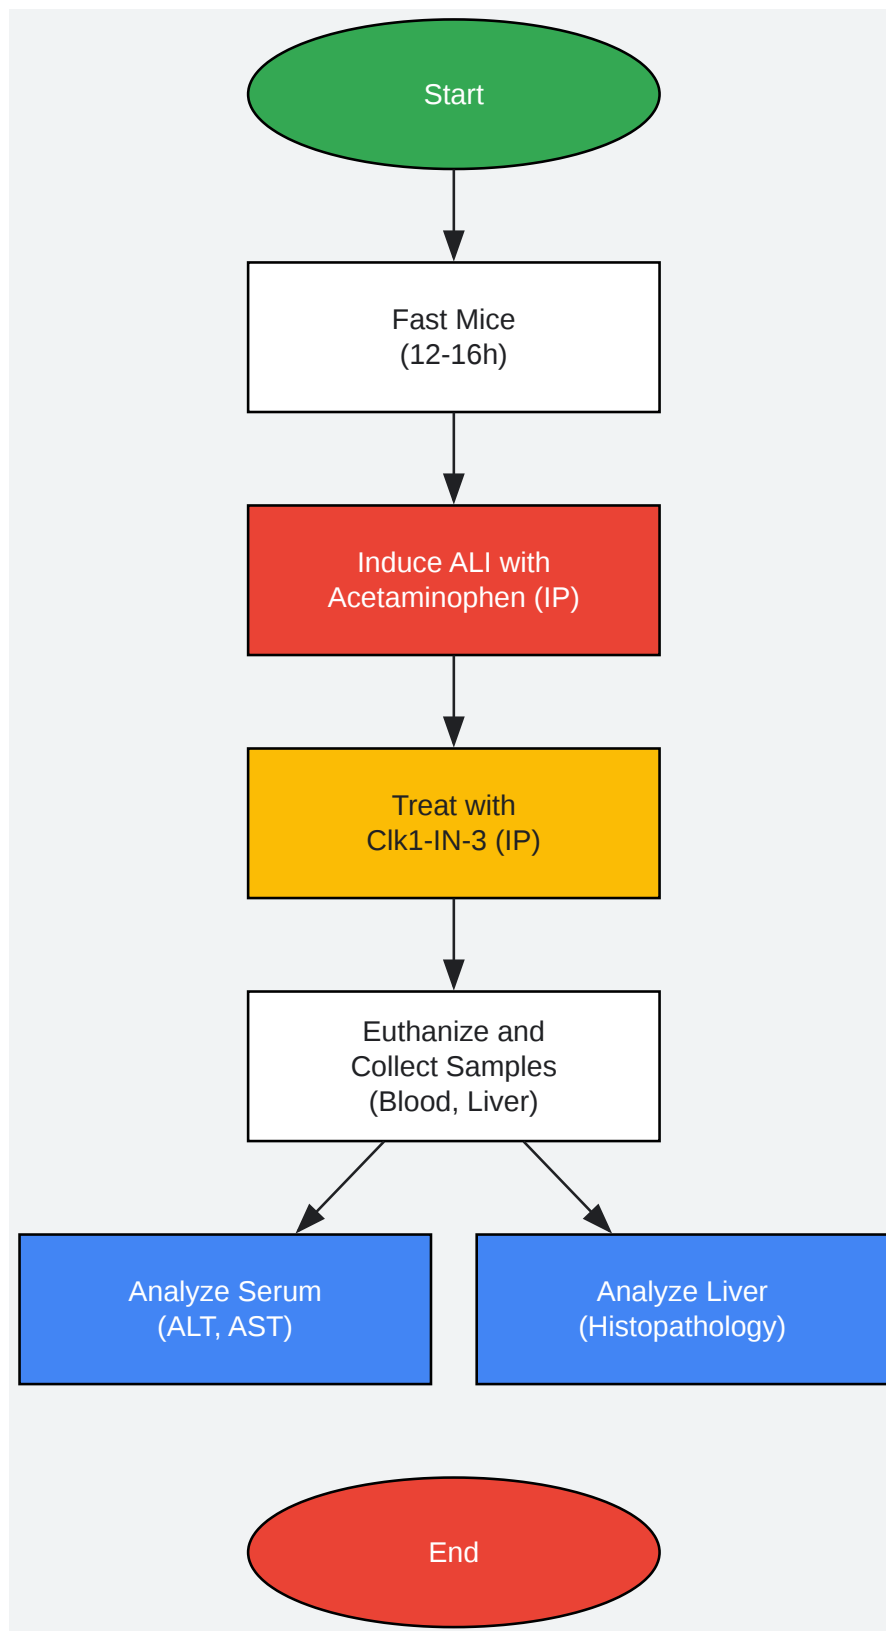 Start
Fast Mice
(12-16h)
Induce ALI with
Acetaminophen (IP)
Treat with
Clk1-IN-3 (IP)
Euthanize and
Collect Samples
(Blood, Liver)
Analyze Serum
(ALT, AST)
Analyze Liver
(Histopathology)
End